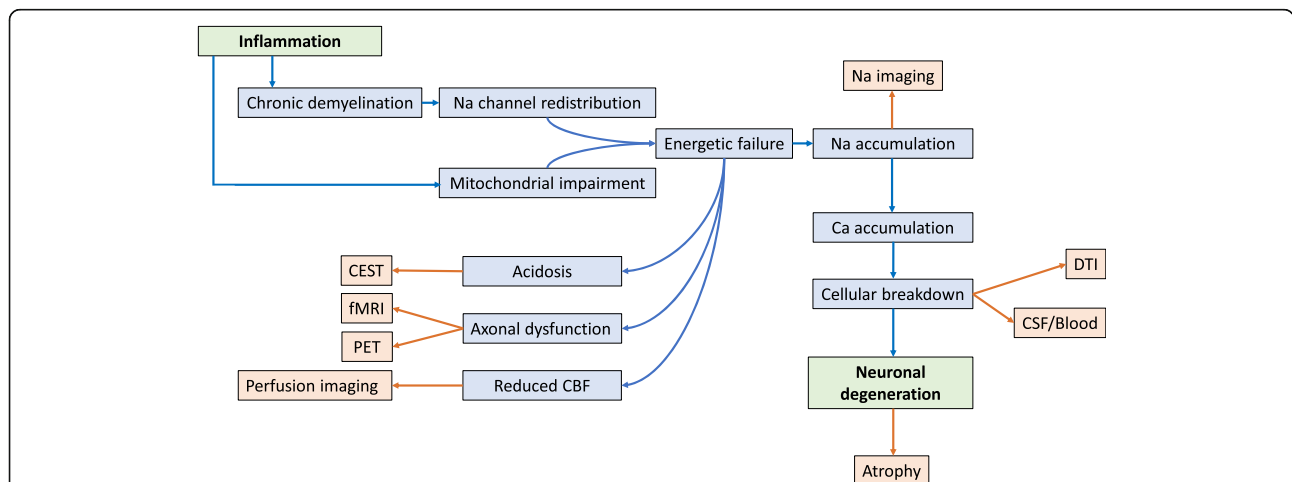 Inflammation
Na imaging
Chronic demyelination
Na channel redistribution
Energetic failure
Na accumulation
Mitochondrial impairment
Ca accumulation
CEST
Acidosis
DTI
Cellular breakdown
fMRI
Axonal dysfunction
CSF/Blood
PET
Perfusion imaging
Reduced CBF
Neuronal
degeneration
Atrophy